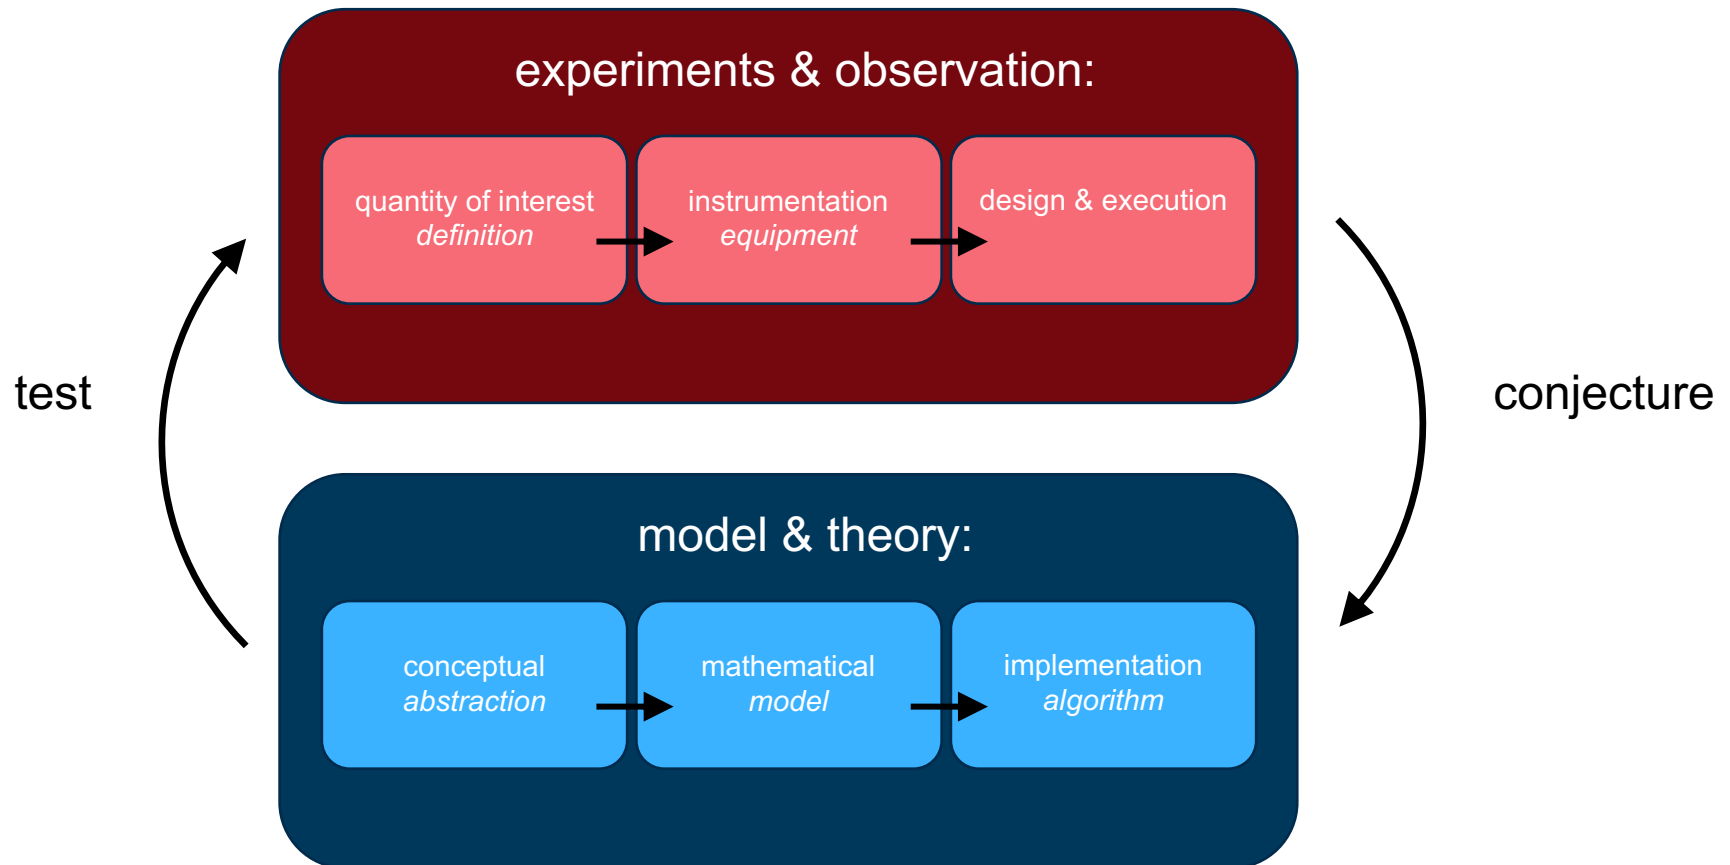 experiments & observation:
quantity of interest
definition
instrumentation
equipment
design & execution
test
conjecture
model & theory:
conceptual
abstraction
mathematical
model
implementation
algorithm